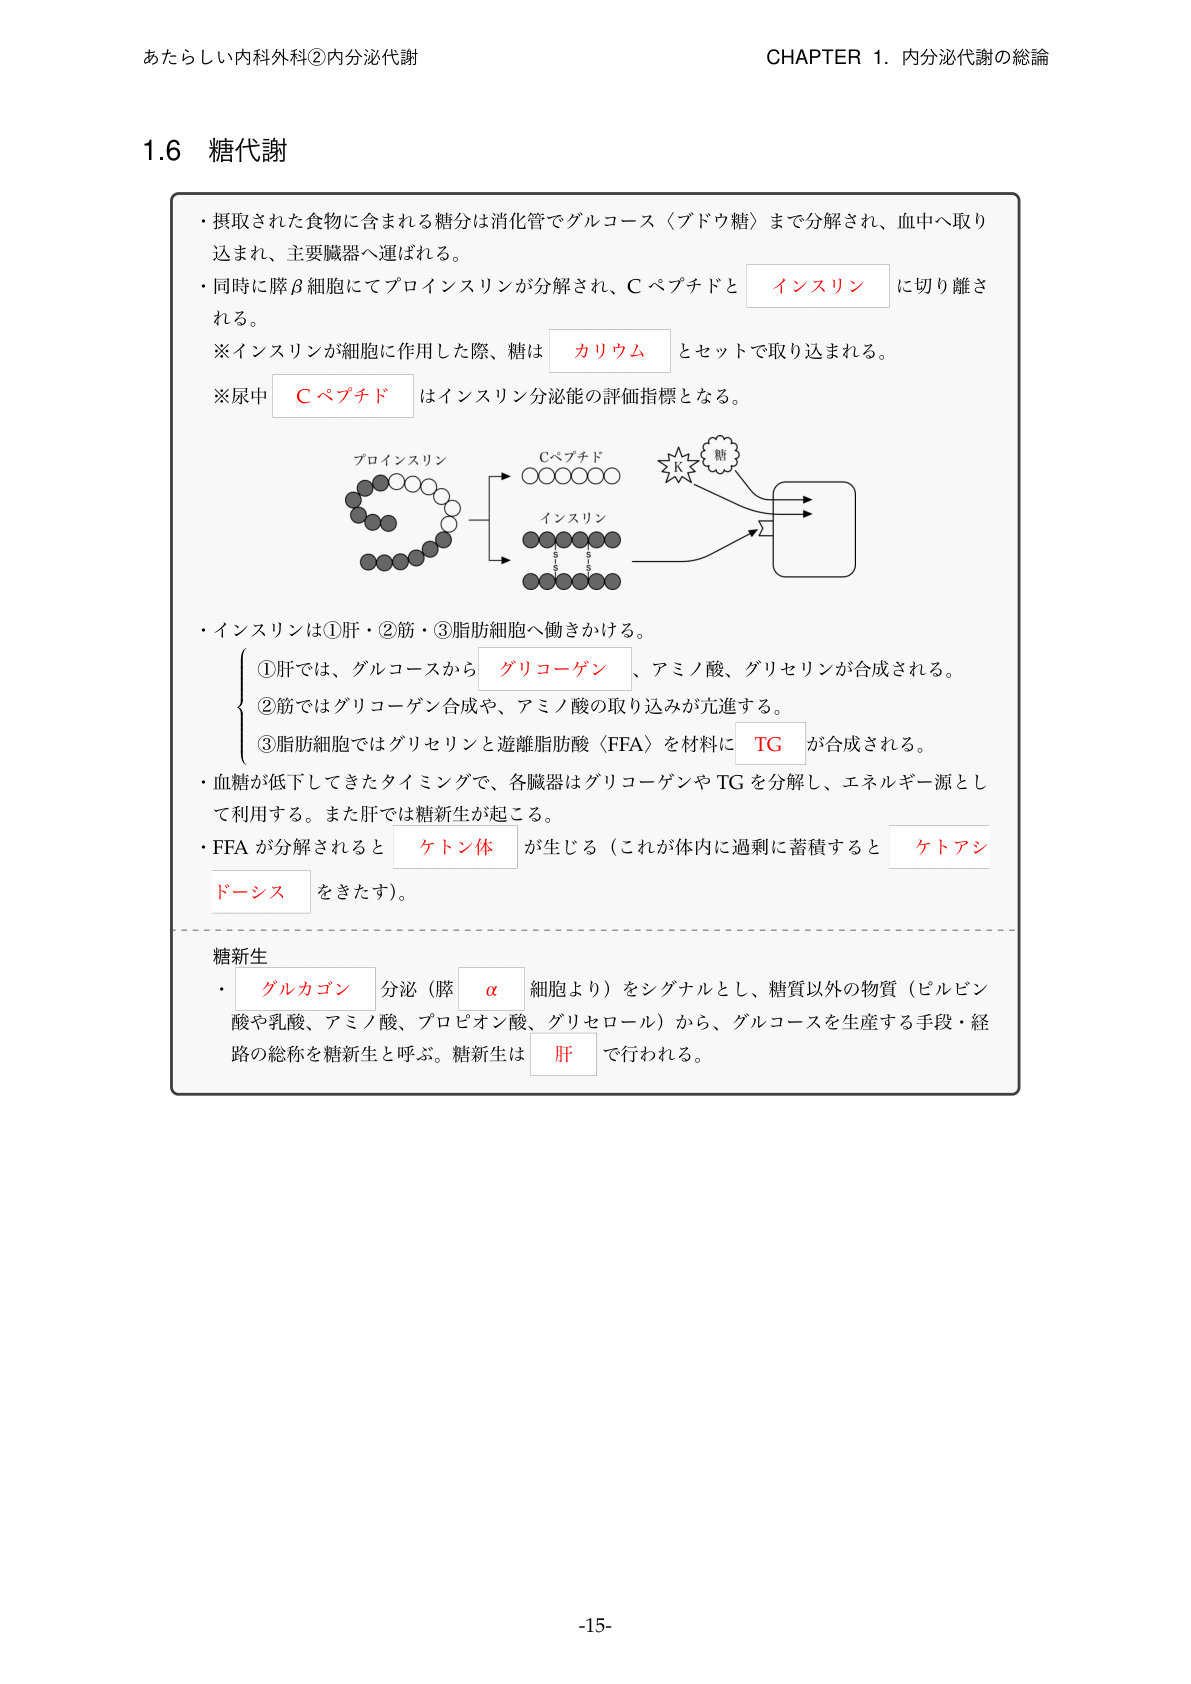 あたらしい内科外科②内分泌代謝 CHAPTER 1. 内分泌代謝の総論
1.6 糖代謝
・摂取された食物に含まれる糖分は消化管でグルコース〈ブドウ糖〉まで分解され、血中へ取り
込まれ、主要臓器へ運ばれる。
・同時に膵β細胞にてプロインスリンが分解され、C ペプチドと インスリン に切り離さ
れる。
※インスリンが細胞に作用した際、糖は カリウム とセットで取り込まれる。
※尿中 C ペプチド はインスリン分泌能の評価指標となる。
プロインスリン
Cペプチド
K
糖
インスリン
S S
S S
・インスリンは①肝・②筋・③脂肪細胞へ働きかける。
①肝では、グルコースから グリコーゲン 、アミノ酸、グリセリンが合成される。
②筋ではグリコーゲン合成や、アミノ酸の取り込みが亢進する。
③脂肪細胞ではグリセリンと遊離脂肪酸〈FFA〉を材料に TG が合成される。
・血糖が低下してきたタイミングで、各臓器はグリコーゲンや TG を分解し、エネルギー源とし
て利用する。また肝では糖新生が起こる。
・FFA が分解されると ケトン体 が生じる（これが体内に過剰に蓄積すると ケトアシ
ドーシス をきたす）。
糖新生
・ グルカゴン 分泌（膵 α 細胞より）をシグナルとし、糖質以外の物質（ピルビン
酸や乳酸、アミノ酸、プロピオン酸、グリセロール）から、グルコースを生産する手段・経
路の総称を糖新生と呼ぶ。糖新生は 肝 で行われる。
-15-